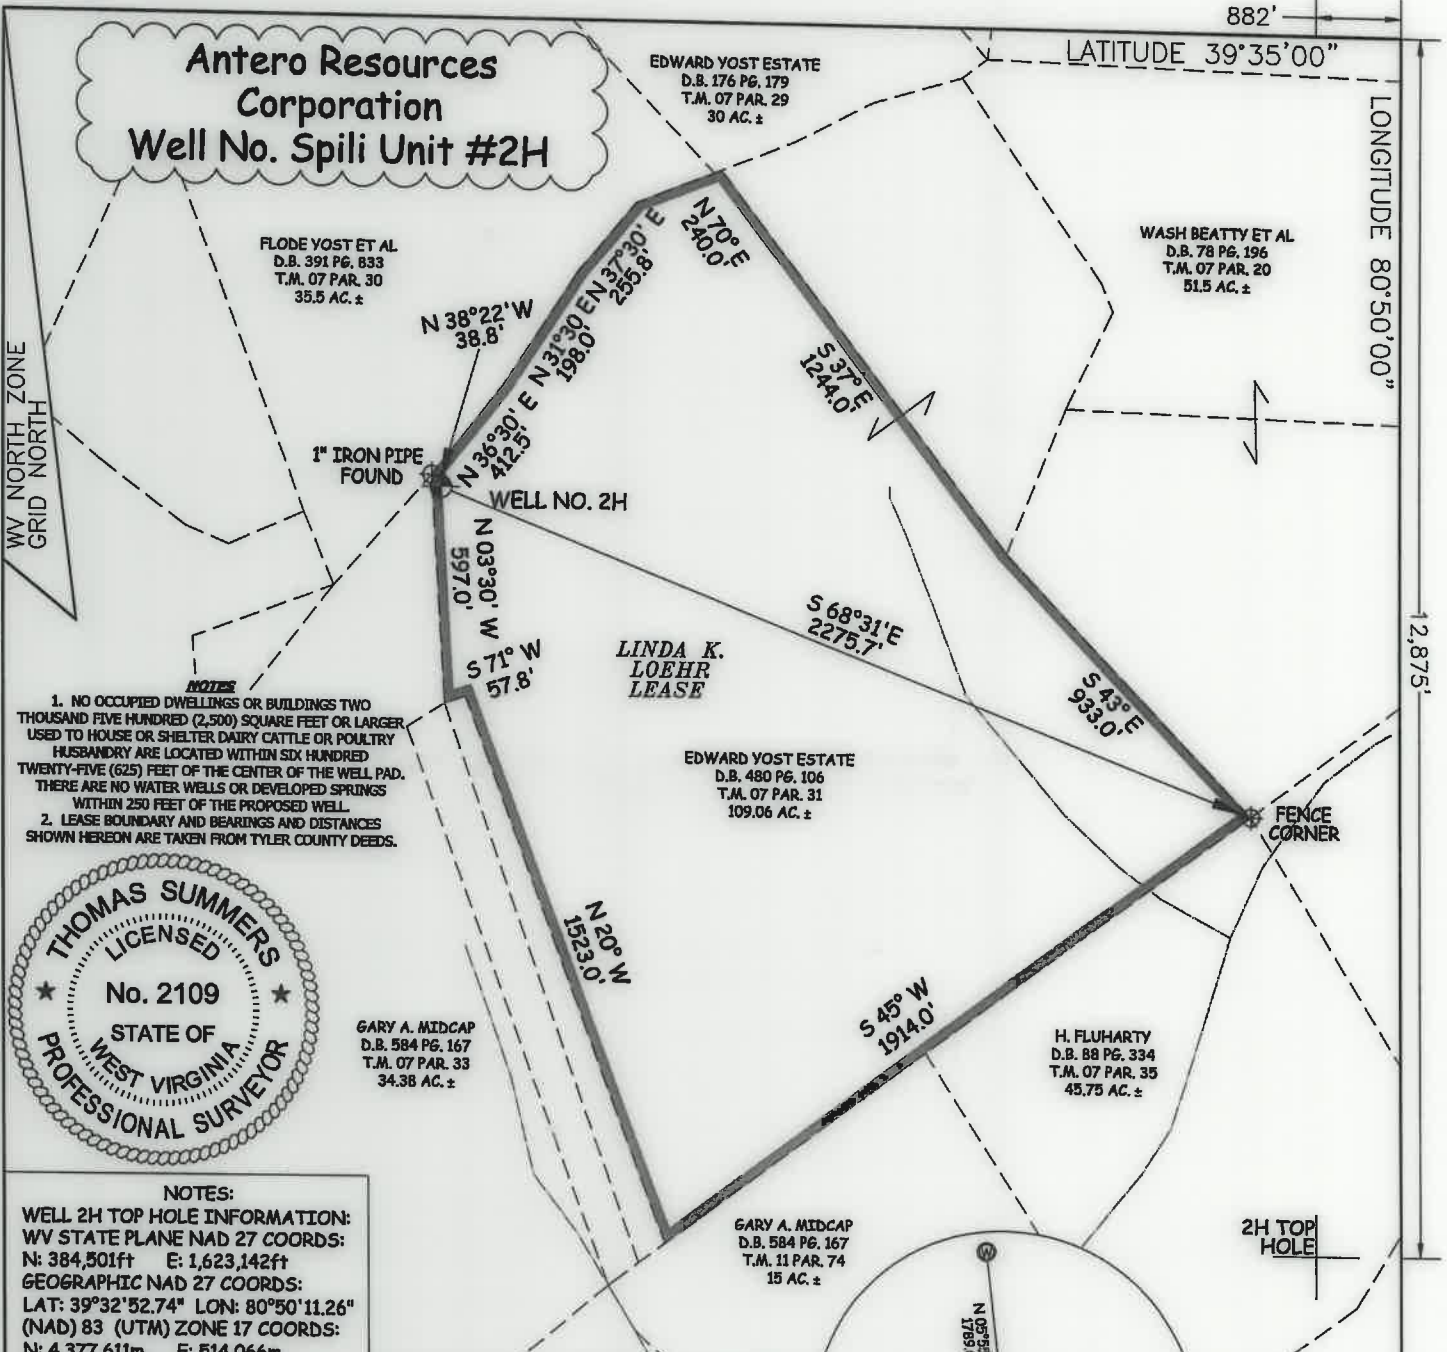 882'
Antero Resources
Corporation
Well No. Spili Unit #2H
EDWARD YOST ESTATE
D.B. 176 PG. 179
T.M. 07 PAR. 29
30 AC. ±
LATITUDE 39°35'00"
LONGITUDE 80°50'00"
FLODE YOST ET AL
D.B. 391 PG. 833
T.M. 07 PAR. 30
35.5 AC. ±
WASH BEATTY ET AL
D.B. 78 PG. 196
T.M. 07 PAR. 20
51.5 AC. ±
N 70° E
240.0'
N 37°30' E
255.8'
N 31°30 E
198.0'
N 36°30' E
412.5'
N 38°22' W
38.8'
S 37° E
1244.0'
WV NORTH ZONE
GRID NORTH
1" IRON PIPE
FOUND
WELL NO. 2H
N 03°30' W
597.0'
S 71° W
57.8'
S 68°31'E
2275.7'
LINDA K.
LOEHR
LEASE
S 43° E
933.0'
12,875'
EDWARD YOST ESTATE
D.B. 480 PG. 106
T.M. 07 PAR. 31
109.06 AC. ±
FENCE
CORNER
NOTES
1. NO OCCUPIED DWELLINGS OR BUILDINGS TWO
THOUSAND FIVE HUNDRED (2,500) SQUARE FEET OR LARGER
USED TO HOUSE OR SHELTER DAIRY CATTLE OR POULTRY
HUSBANDRY ARE LOCATED WITHIN SIX HUNDRED
TWENTY-FIVE (625) FEET OF THE CENTER OF THE WELL PAD.
THERE ARE NO WATER WELLS OR DEVELOPED SPRINGS
WITHIN 250 FEET OF THE PROPOSED WELL.
2. LEASE BOUNDARY AND BEARINGS AND DISTANCES
SHOWN HEREON ARE TAKEN FROM TYLER COUNTY DEEDS.
THOMAS SUMMERS
LICENSED
No. 2109
STATE OF
WEST VIRGINIA
PROFESSIONAL SURVEYOR
N 20° W
1523.0'
S 45° W
1914.0'
GARY A. MIDCAP
D.B. 584 PG. 167
T.M. 07 PAR. 33
34.38 AC. ±
H. FLUHARTY
D.B. 88 PG. 334
T.M. 07 PAR. 35
45.75 AC. ±
GARY A. MIDCAP
D.B. 584 PG. 167
T.M. 11 PAR. 74
15 AC. ±
2H TOP
HOLE
W
NOTES:
WELL 2H TOP HOLE INFORMATION:
WV STATE PLANE NAD 27 COORDS:
N: 384,501ft E: 1,623,142ft
GEOGRAPHIC NAD 27 COORDS:
LAT: 39°32'52.74" LON: 80°50'11.26"
(NAD) 83 (UTM) ZONE 17 COORDS:
N: 4,377,611m E: 514,066m